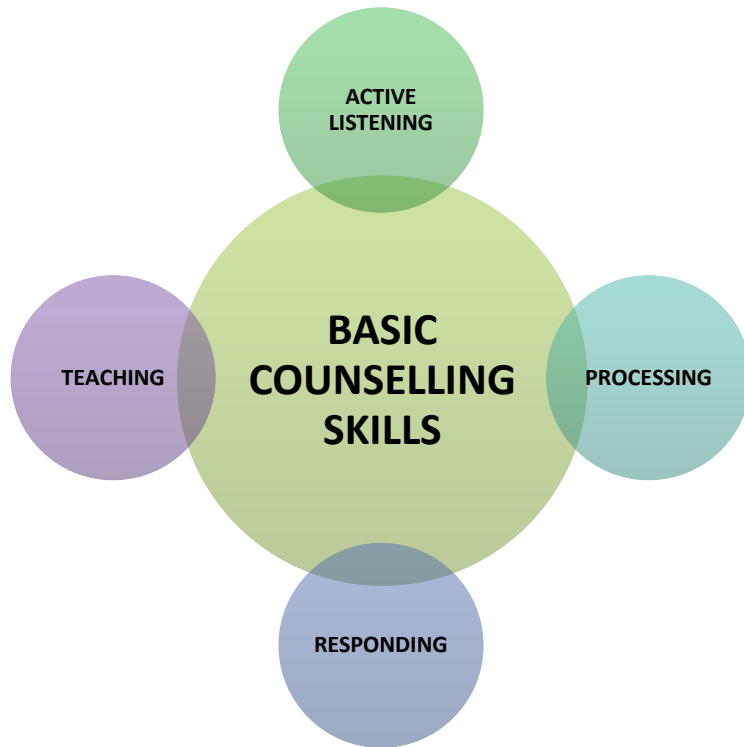 ACTIVE
LISTENING
BASIC
COUNSELLING
SKILLS
TEACHING
PROCESSING
RESPONDING